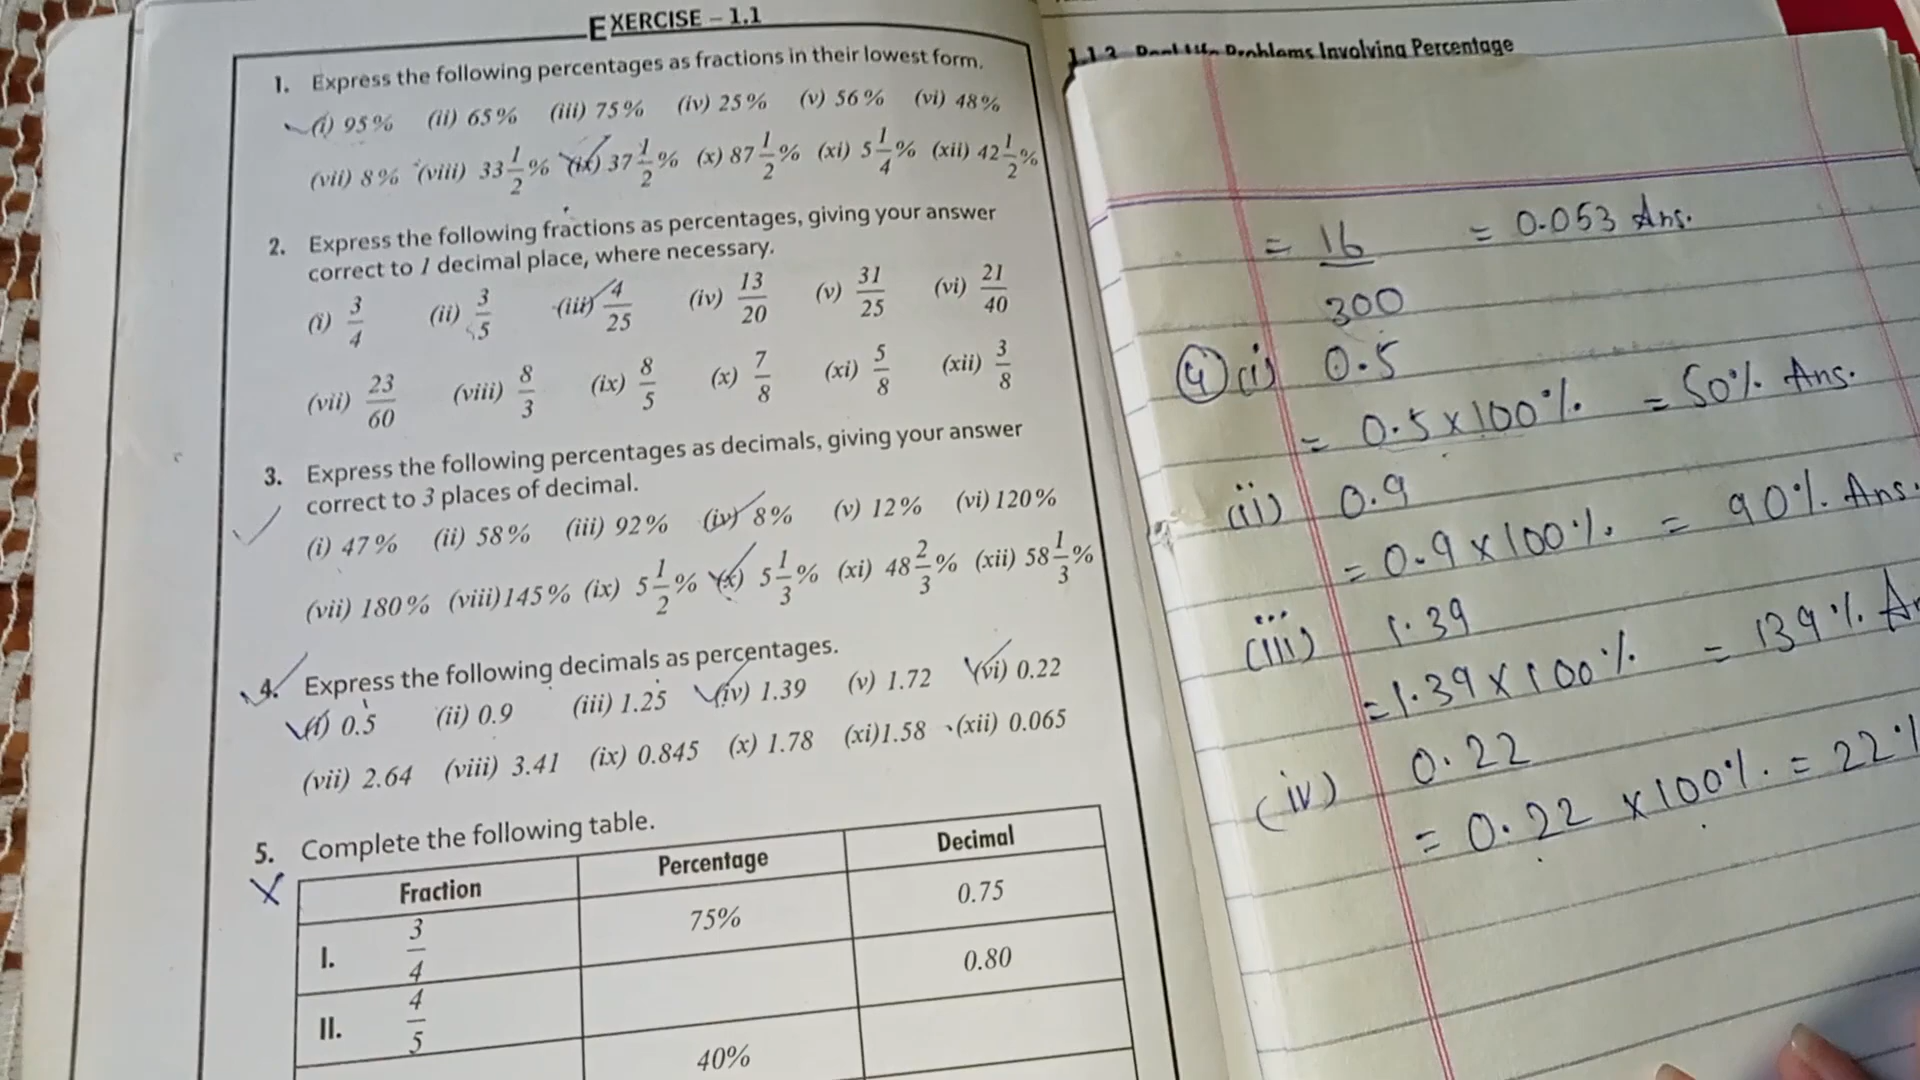 EXERCISE – 1.1
1. Express the following percentages as fractions in their lowest form.
(i) 95% (ii) 65% (iii) 75% (iv) 25% (v) 56% (vi) 48%
(vii) 8% (viii) 33 1/2 % (ix) 37 1/2 % (x) 87 1/2 % (xi) 5 1/4 % (xii) 42 1/2 %
2. Express the following fractions as percentages, giving your answer
correct to 1 decimal place, where necessary.
(i) 3/4 (ii) 3/5 (iii) 4/25 (iv) 13/20 (v) 31/25 (vi) 21/40
(vii) 23/60 (viii) 8/3 (ix) 8/5 (x) 7/8 (xi) 5/8 (xii) 3/8
3. Express the following percentages as decimals, giving your answer
correct to 3 places of decimal.
(i) 47% (ii) 58% (iii) 92% (iv) 8% (v) 12% (vi) 120%
(vii) 180% (viii) 145% (ix) 5 1/2 % (x) 5 1/3 % (xi) 48 2/3 % (xii) 58 1/3 %
4. Express the following decimals as percentages.
(i) 0.5 (ii) 0.9 (iii) 1.25 (iv) 1.39 (v) 1.72 (vi) 0.22
(vii) 2.64 (viii) 3.41 (ix) 0.845 (x) 1.78 (xi) 1.58 (xii) 0.065
5. Complete the following table.
Fraction Percentage Decimal
I. 3/4 75% 0.75
II. 4/5 0.80
40%
Problems Involving Percentage
= 16/300 = 0.053 Ans.
4 (i) 0.5
= 0.5 x 100% = 50% Ans.
(ii) 0.9
= 0.9 x 100% = 90% Ans.
(iii) 1.39
= 1.39 x 100% = 139%
(iv) 0.22
= 0.22 x 100% = 22%